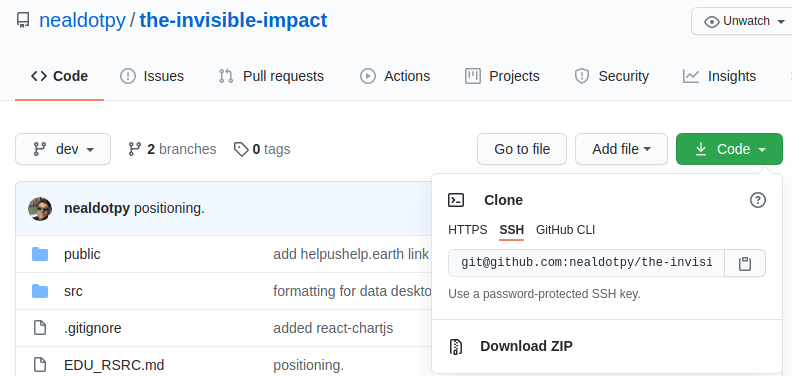 nealdotpy / the-invisible-impact
Unwatch
Code Issues Pull requests Actions Projects Security Insights
dev 2 branches 0 tags Go to file Add file Code
nealdotpy positioning.
Clone
HTTPS SSH GitHub CLI
public add helpushelp.earth link
git@github.com:nealdotpy/the-invisi
src formatting for data deskto
Use a password-protected SSH key.
.gitignore added react-chartjs
Download ZIP
EDU_RSRC.md positioning.